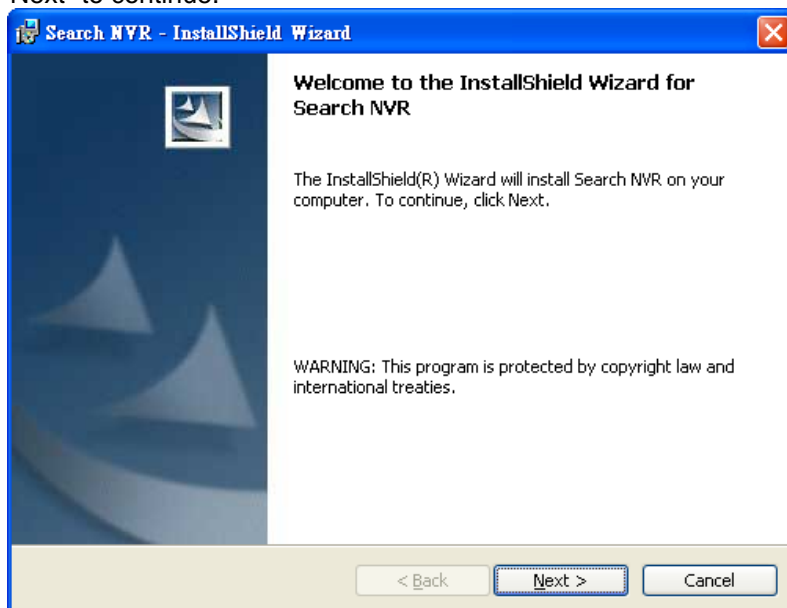 Next" to continue.
Search NVR - InstallShield Wizard
Welcome to the InstallShield Wizard for
Search NVR
The InstallShield(R) Wizard will install Search NVR on your
computer. To continue, click Next.
WARNING: This program is protected by copyright law and
international treaties.
< Back
Next >
Cancel